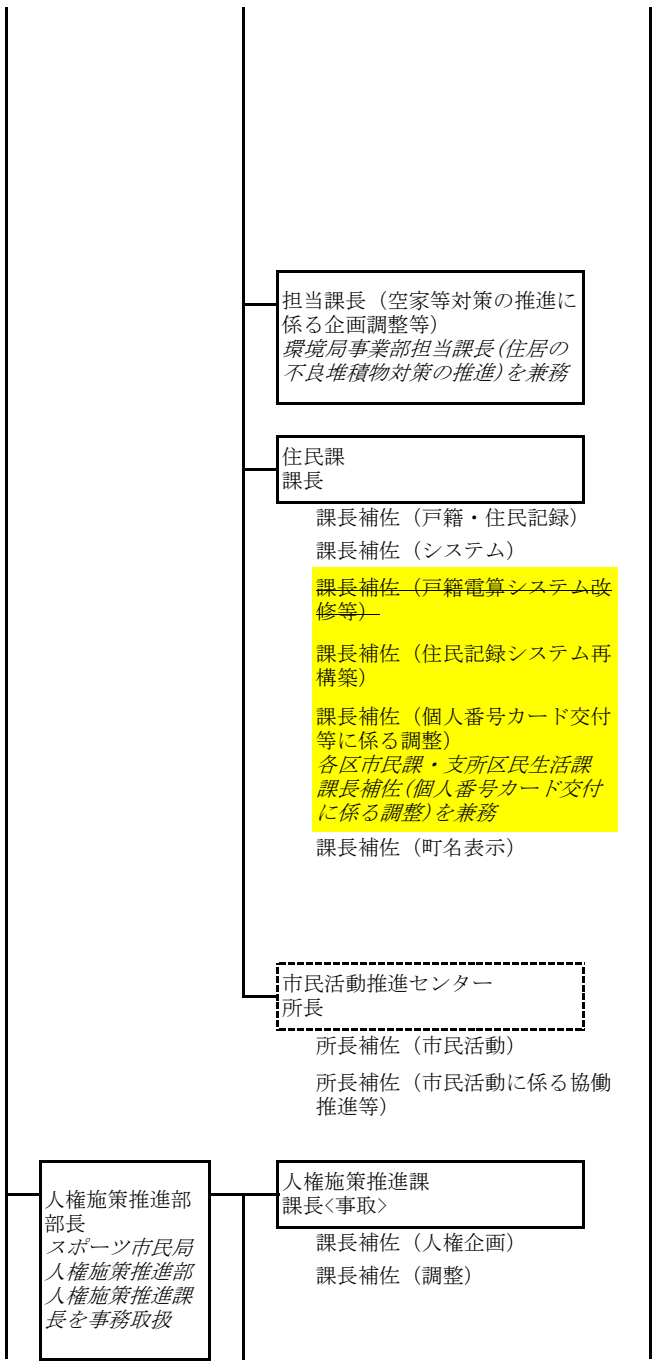 担当課長（空家等対策の推進に
係る企画調整等）
環境局事業部担当課長(住居の
不良堆積物対策の推進)を兼務
住民課
課長
課長補佐（戸籍・住民記録）
課長補佐（システム）
課長補佐（戸籍電算システム改
修等）
課長補佐（住民記録システム再
構築）
課長補佐（個人番号カード交付
等に係る調整）
各区市民課・支所区民生活課
課長補佐(個人番号カード交付
に係る調整)を兼務
課長補佐（町名表示）
市民活動推進センター
所長
所長補佐（市民活動）
所長補佐（市民活動に係る協働
推進等）
人権施策推進部
部長
スポーツ市民局
人権施策推進部
人権施策推進課
長を事務取扱
人権施策推進課
課長<事取>
課長補佐（人権企画）
課長補佐（調整）